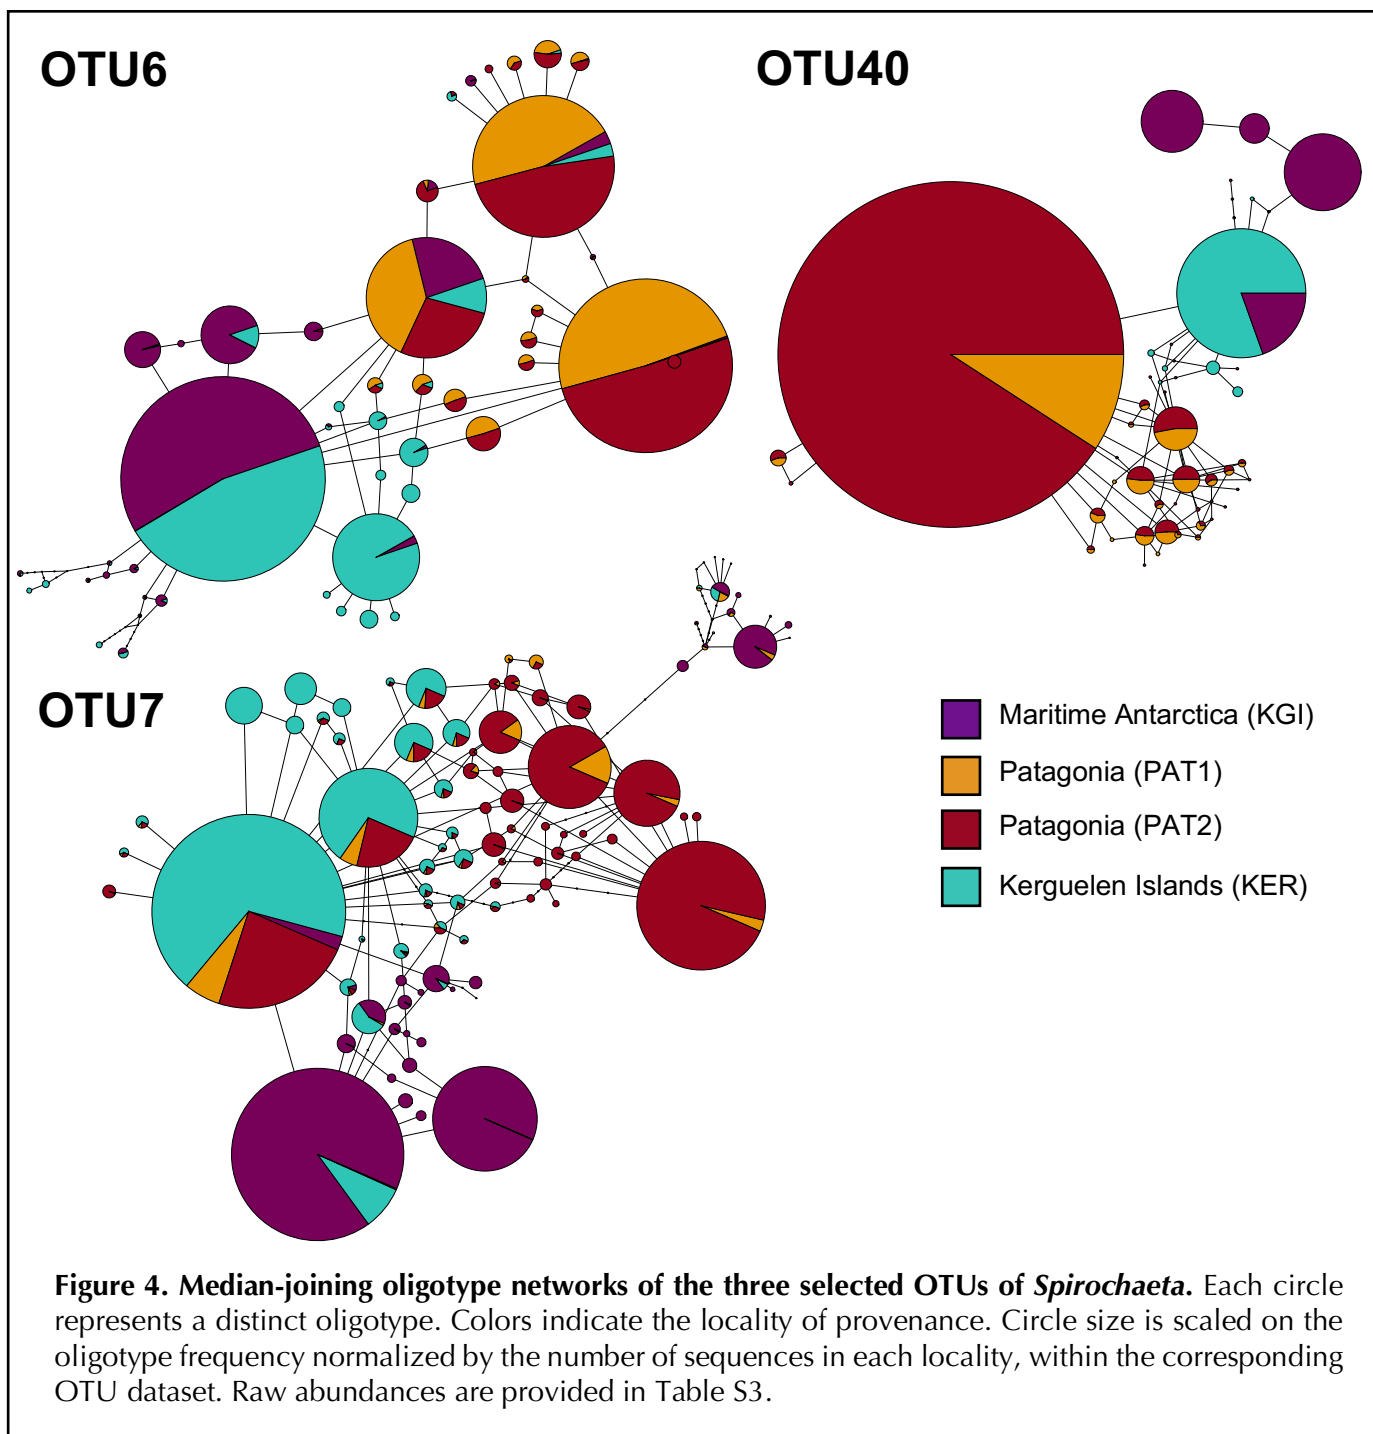 OTU6
OTU40
OTU7
Maritime Antarctica (KGI)
Patagonia (PAT1)
Patagonia (PAT2)
Kerguelen Islands (KER)
Figure 4. Median-joining oligotype networks of the three selected OTUs of Spirochaeta. Each circle
represents a distinct oligotype. Colors indicate the locality of provenance. Circle size is scaled on the
oligotype frequency normalized by the number of sequences in each locality, within the corresponding
OTU dataset. Raw abundances are provided in Table S3.